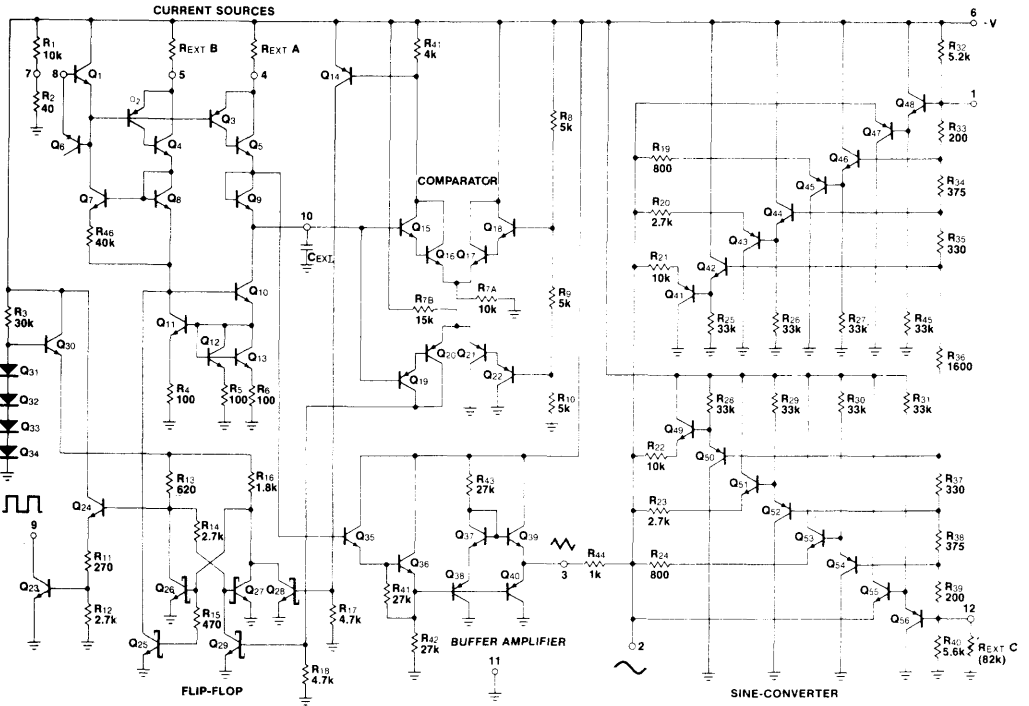 CURRENT SOURCES
6
-V
R1
10k
7
8
Q1
REXT B
5
REXT A
4
Q14
R41
4k
R32
5.2k
1
R2
40
Q2
Q3
Q48
Q47
R33
200
Q6
Q4
Q5
R8
5k
R19
800
Q46
R34
375
Q7
Q8
Q9
COMPARATOR
Q45
R20
2.7k
Q44
R46
40k
10
CEXT
Q15
Q16
Q17
Q18
Q43
R35
330
R21
10k
Q42
Q41
Q10
R7B
15k
R7A
10k
R9
5k
R3
30k
Q30
Q11
Q12
Q13
R25
33k
R26
33k
R27
33k
R45
33k
Q20
Q21
Q19
Q22
R36
1600
Q31
Q32
Q33
Q34
R4
100
R5
100
R6
100
R10
5k
R28
33k
R29
33k
R30
33k
R31
33k
Q49
R22
10k
Q50
R13
620
R16
1.8k
R43
27k
Q51
R37
330
9
Q24
R14
2.7k
Q35
Q37
Q39
R23
2.7k
Q52
R38
375
R11
270
Q36
3
R44
1k
R24
800
Q53
Q54
Q23
R12
2.7k
Q26
Q27
Q28
R41
27k
Q38
Q40
Q55
R39
200
12
R15
470
R17
4.7k
Q56
Q25
Q29
R42
27k
BUFFER AMPLIFIER
2
R40
5.6k
REXT C
(82k)
R18
4.7k
11
FLIP-FLOP
SINE-CONVERTER